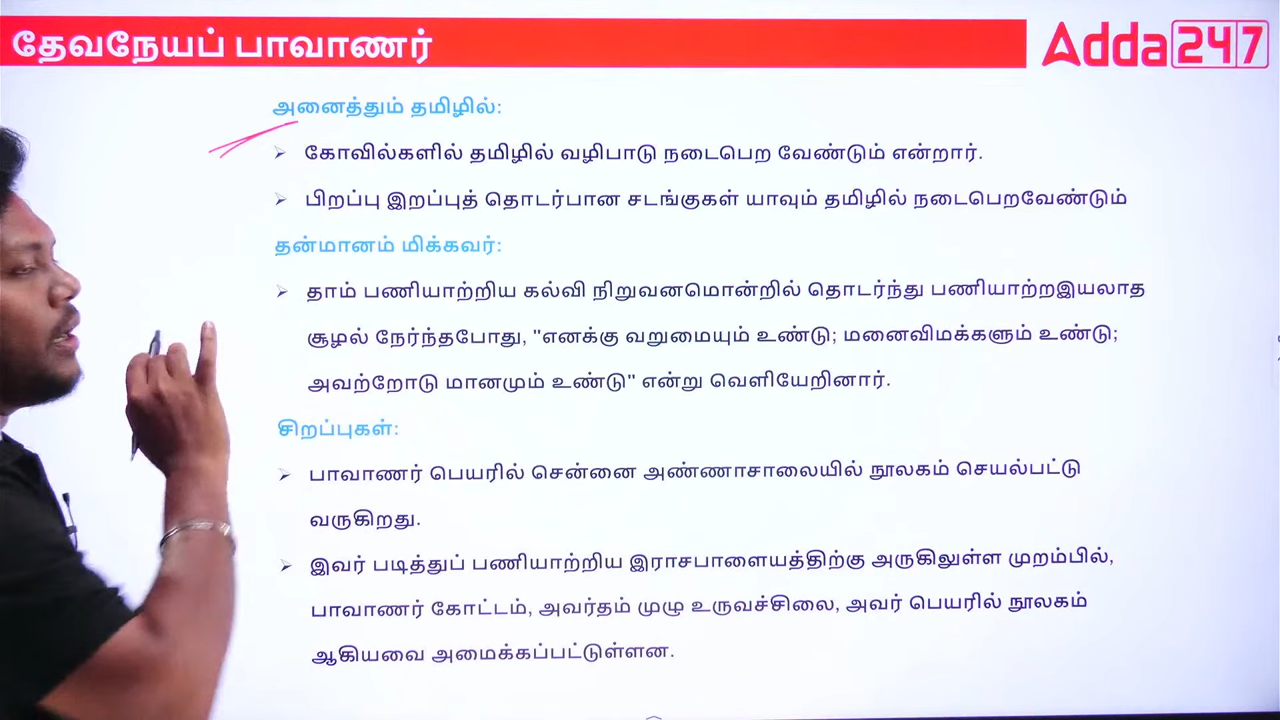 தேவநேயப் பாவாணர்
Adda247
அனைத்தும் தமிழில்:
கோவில்களில் தமிழில் வழிபாடு நடைபெற வேண்டும் என்றார்.
பிறப்பு இறப்புத் தொடர்பான சடங்குகள் யாவும் தமிழில் நடைபெறவேண்டும்
தன்மானம் மிக்கவர்:
தாம் பணியாற்றிய கல்வி நிறுவனமொன்றில் தொடர்ந்து பணியாற்றஇயலாத
சூழல் நேர்ந்தபோது, "எனக்கு வறுமையும் உண்டு; மனைவிமக்களும் உண்டு;
அவற்றோடு மானமும் உண்டு" என்று வெளியேறினார்.
சிறப்புகள்:
பாவாணர் பெயரில் சென்னை அண்ணாசாலையில் நூலகம் செயல்பட்டு
வருகிறது.
இவர் படித்துப் பணியாற்றிய இராசபாளையத்திற்கு அருகிலுள்ள முறம்பில்,
பாவாணர் கோட்டம், அவர்தம் முழு உருவச்சிலை, அவர் பெயரில் நூலகம்
ஆகியவை அமைக்கப்பட்டுள்ளன.